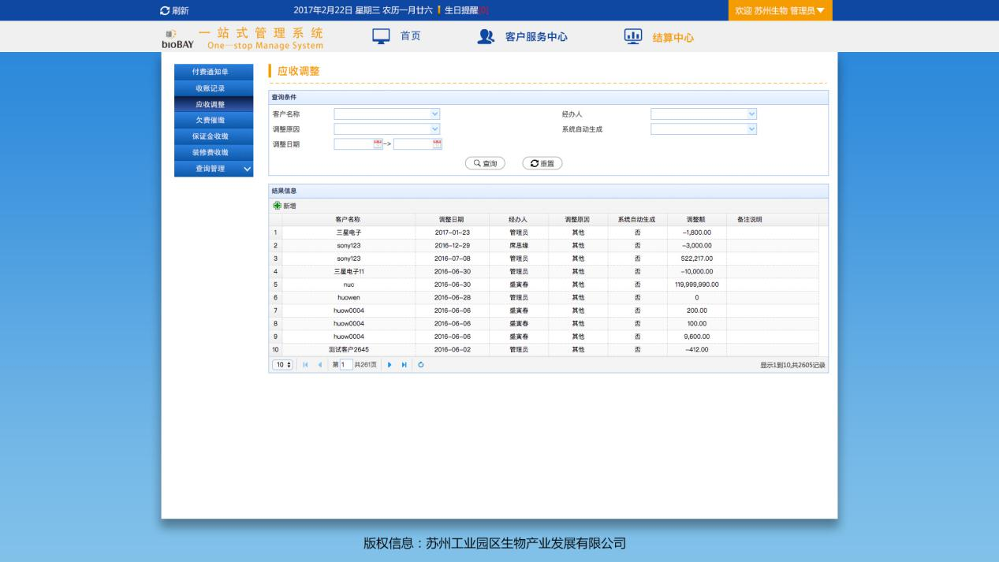 刷新 2017年2月22日 星期三 农历一月廿六 生日提醒[0] 欢迎 苏州生物 管理员
bioBAY 一站式管理系统
One—stop Manage System
首页 客户服务中心 结算中心
付费通知单
收账记录
应收调整
欠费催缴
保证金收缴
装修费收缴
查询管理
应收调整
查询条件
客户名称 经办人
调整原因 系统自动生成
调整日期 ->
查询 重置
结果信息
新增
客户名称 调整日期 经办人 调整原因 系统自动生成 调整额 备注说明
1 三星电子 2017-01-23 管理员 其他 否 -1,800.00
2 sony123 2016-12-29 席思缘 其他 否 -3,000.00
3 sony123 2016-07-08 管理员 其他 否 522,217.00
4 三星电子11 2016-06-30 管理员 其他 否 -10,000.00
5 nuc 2016-06-30 盛寅春 其他 否 119,999,990.00
6 huowen 2016-06-28 管理员 其他 否 0
7 huow0004 2016-06-06 盛寅春 其他 否 200.00
8 huow0004 2016-06-06 盛寅春 其他 否 100.00
9 huow0004 2016-06-06 盛寅春 其他 否 9,600.00
10 测试客户2645 2016-06-02 管理员 其他 否 -412.00
10 第 1 共261页 显示1到10,共2605记录
版权信息：苏州工业园区生物产业发展有限公司